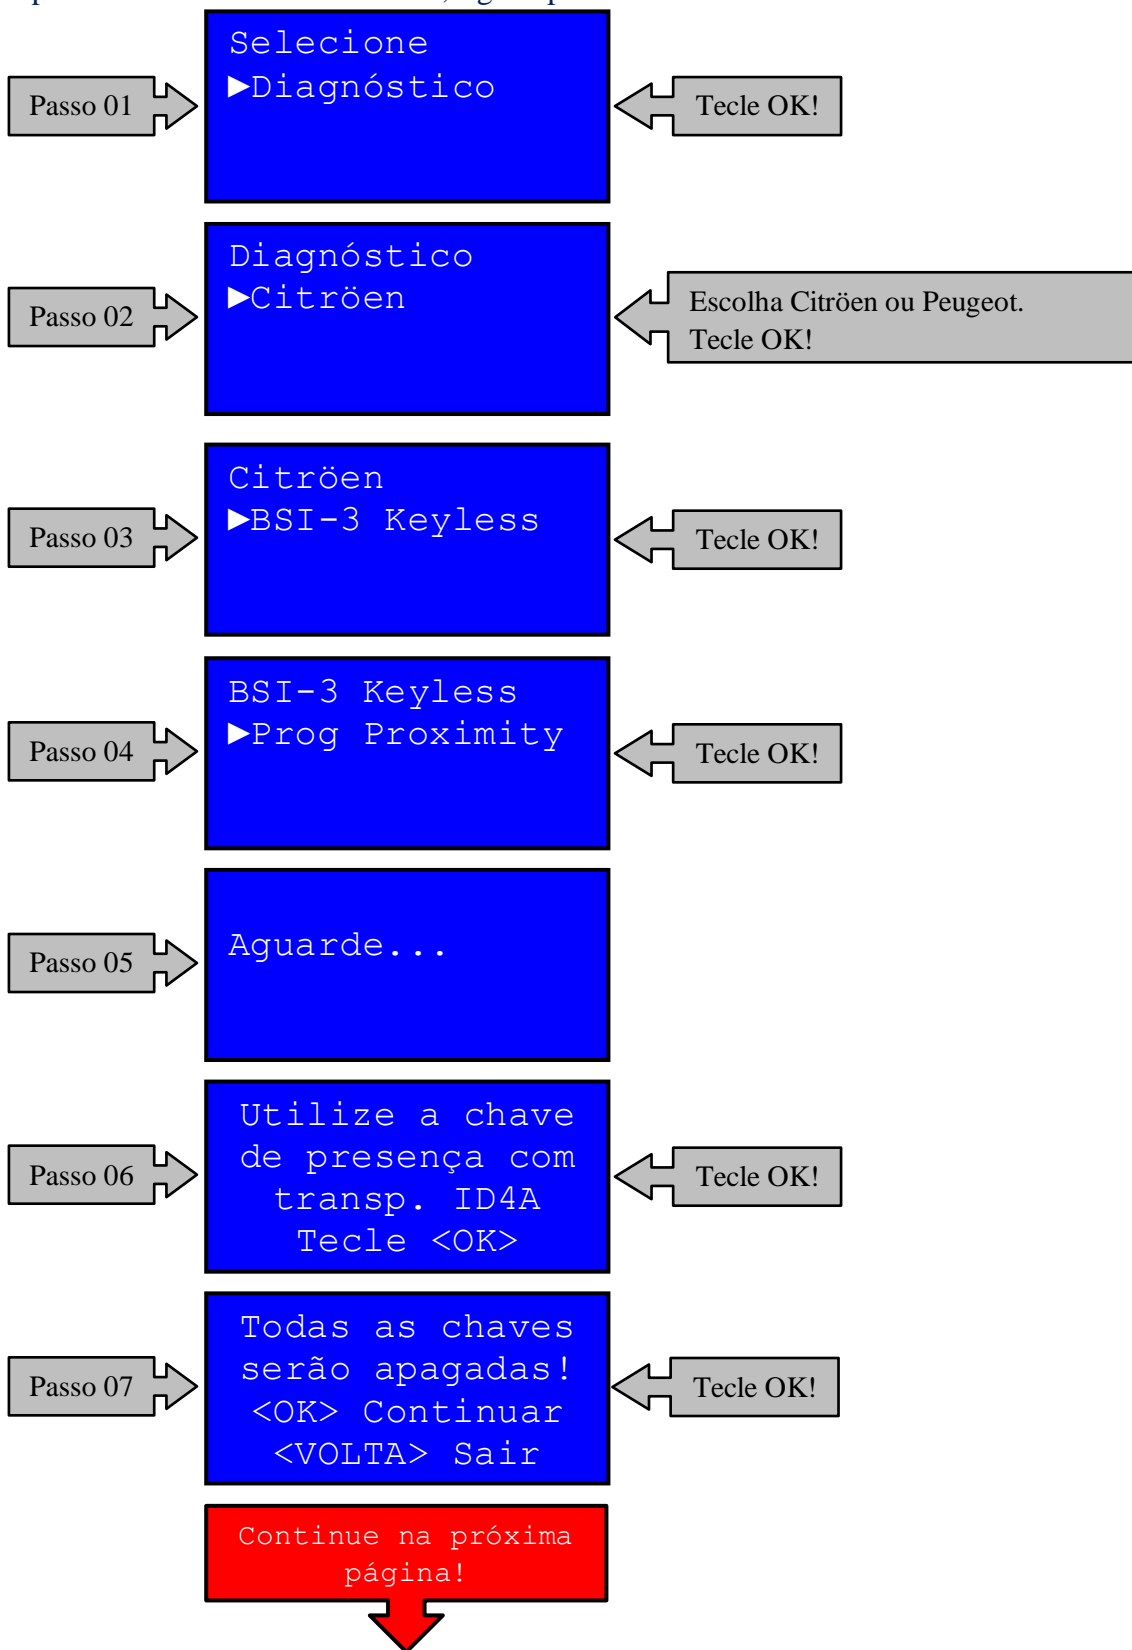 Selecione
►Diagnóstico
Passo 01
Tecle OK!
Diagnóstico
►Citröen
Passo 02
Escolha Citröen ou Peugeot.
Tecle OK!
Citröen
►BSI-3 Keyless
Passo 03
Tecle OK!
BSI-3 Keyless
►Prog Proximity
Passo 04
Tecle OK!
Aguarde...
Passo 05
Utilize a chave
de presença com
transp. ID4A
Tecle <OK>
Passo 06
Tecle OK!
Todas as chaves
serão apagadas!
<OK> Continuar
<VOLTA> Sair
Passo 07
Tecle OK!
Continue na próxima
página!